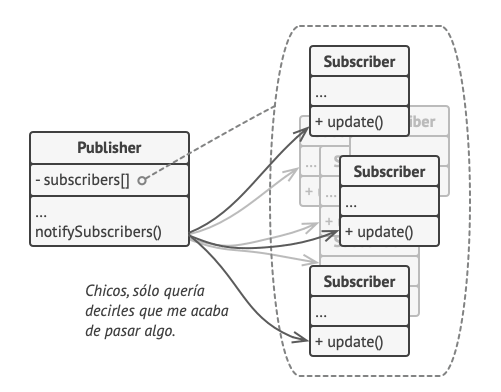 Publisher
- subscribers[]
...
notifySubscribers()
Chicos, sólo quería
decirles que me acaba
de pasar algo.
Subscriber
...
+ update()
Subscriber
...
+ update()
Subscriber
...
+ update()